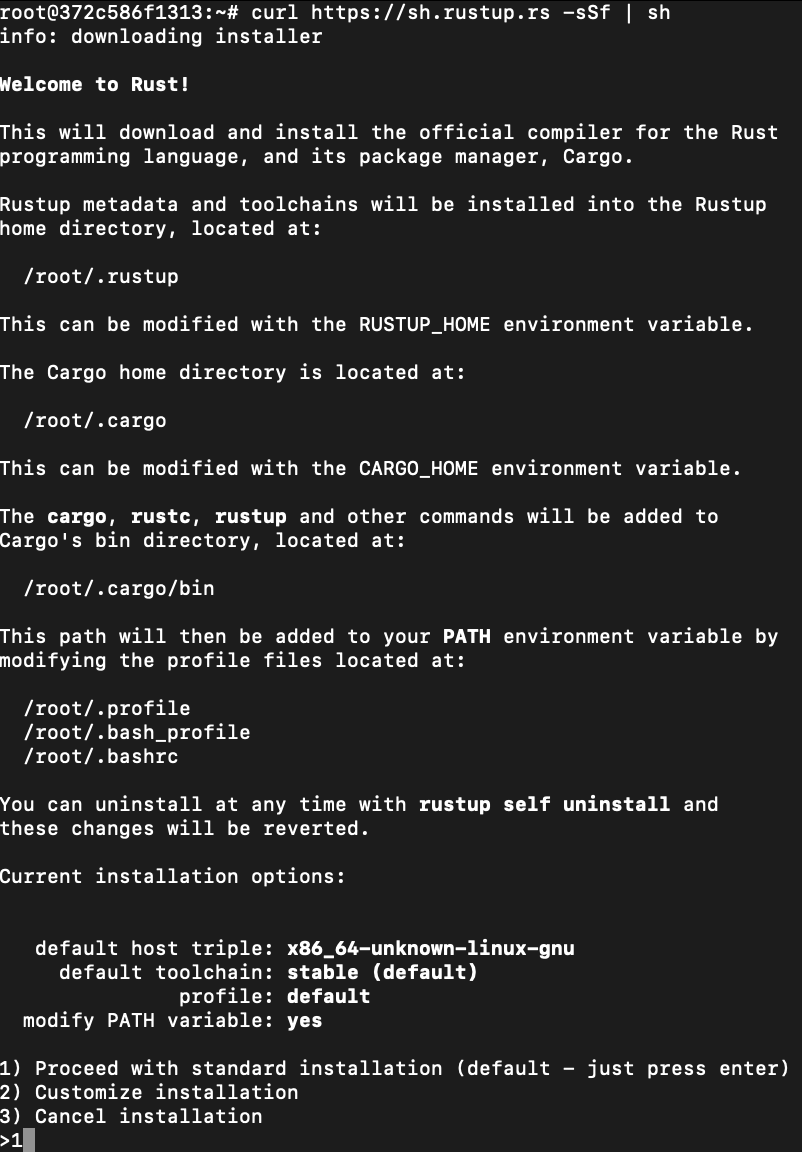 root@372c586f1313:~# curl https://sh.rustup.rs -sSf | sh
info: downloading installer
Welcome to Rust!
This will download and install the official compiler for the Rust
programming language, and its package manager, Cargo.
Rustup metadata and toolchains will be installed into the Rustup
home directory, located at:
/root/.rustup
This can be modified with the RUSTUP_HOME environment variable.
The Cargo home directory is located at:
/root/.cargo
This can be modified with the CARGO_HOME environment variable.
The cargo, rustc, rustup and other commands will be added to
Cargo's bin directory, located at:
/root/.cargo/bin
This path will then be added to your PATH environment variable by
modifying the profile files located at:
/root/.profile
/root/.bash_profile
/root/.bashrc
You can uninstall at any time with rustup self uninstall and
these changes will be reverted.
Current installation options:
default host triple: x86_64-unknown-linux-gnu
default toolchain: stable (default)
profile: default
modify PATH variable: yes
1) Proceed with standard installation (default - just press enter)
2) Customize installation
3) Cancel installation
>1